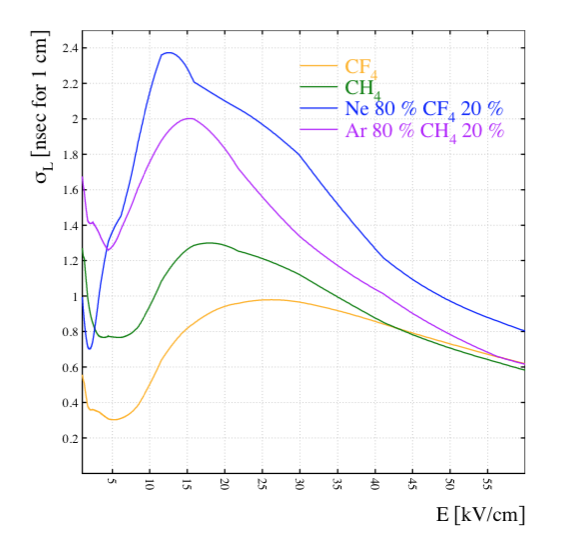 σL [nsec for 1 cm]
2.4
2.2
2
1.8
1.6
1.4
1.2
1
0.8
0.6
0.4
0.2
CF4
CH4
Ne 80 % CF4 20 %
Ar 80 % CH4 20 %
5 10 15 20 25 30 35 40 45 50 55
E [kV/cm]